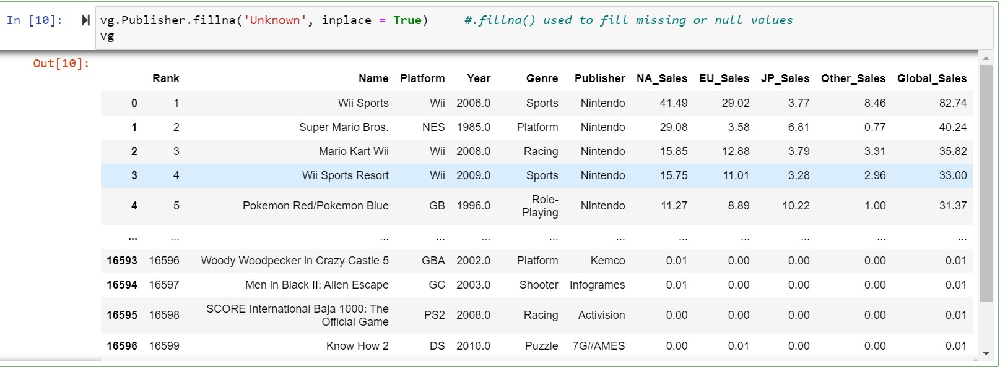 In [10]: vg.Publisher.fillna('Unknown', inplace = True) #.fillna() used to fill missing or null values
vg
Out[10]:
Rank Name Platform Year Genre Publisher NA_Sales EU_Sales JP_Sales Other_Sales Global_Sales
0 1 Wii Sports Wii 2006.0 Sports Nintendo 41.49 29.02 3.77 8.46 82.74
1 2 Super Mario Bros. NES 1985.0 Platform Nintendo 29.08 3.58 6.81 0.77 40.24
2 3 Mario Kart Wii Wii 2008.0 Racing Nintendo 15.85 12.88 3.79 3.31 35.82
3 4 Wii Sports Resort Wii 2009.0 Sports Nintendo 15.75 11.01 3.28 2.96 33.00
4 5 Pokemon Red/Pokemon Blue GB 1996.0 Role-
Playing Nintendo 11.27 8.89 10.22 1.00 31.37
... ... ... ... ... ... ... ... ... ... ... ...
16593 16596 Woody Woodpecker in Crazy Castle 5 GBA 2002.0 Platform Kemco 0.01 0.00 0.00 0.00 0.01
16594 16597 Men in Black II: Alien Escape GC 2003.0 Shooter Infogrames 0.01 0.00 0.00 0.00 0.01
16595 16598 SCORE International Baja 1000: The
Official Game PS2 2008.0 Racing Activision 0.00 0.00 0.00 0.00 0.01
16596 16599 Know How 2 DS 2010.0 Puzzle 7G//AMES 0.00 0.01 0.00 0.00 0.01